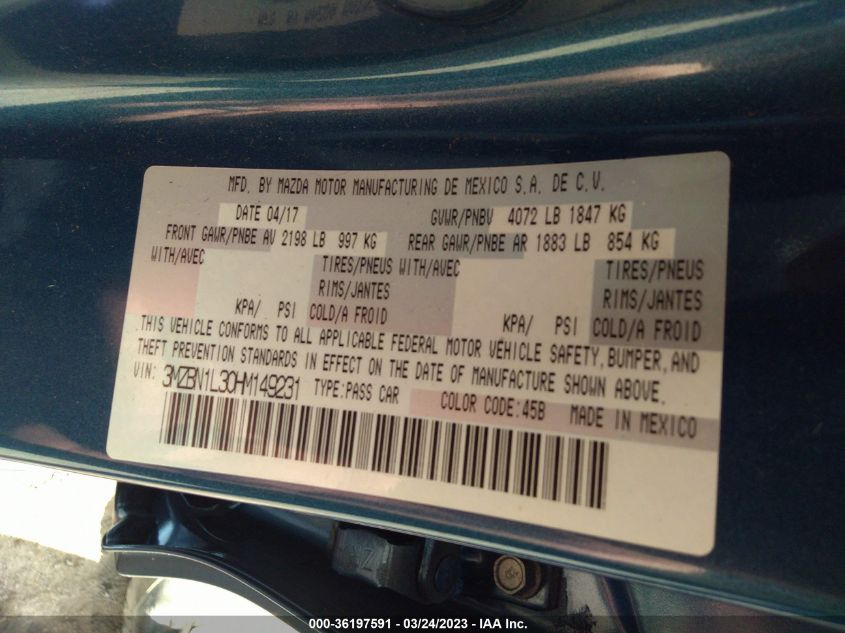 MFD. BY MAZDA MOTOR MANUFACTURING DE MEXICO S.A. DE C.V.
DATE 04/17 GVWR/PNBV 4072 LB 1847 KG
FRONT GAWR/PNBE AV 2198 LB 997 KG REAR GAWR/PNBE AR 1883 LB 854 KG
WITH/AVEC TIRES/PNEUS WITH/AVEC TIRES/PNEUS
RIMS/JANTES RIMS/JANTES
KPA/ PSI COLD/A FROID KPA/ PSI COLD/A FROID
THIS VEHICLE CONFORMS TO ALL APPLICABLE FEDERAL MOTOR VEHICLE SAFETY, BUMPER, AND
THEFT PREVENTION STANDARDS IN EFFECT ON THE DATE OF MANUFACTURE SHOWN ABOVE.
VIN: 3MZBN1L30HM149231 TYPE:PASS CAR COLOR CODE:45B MADE IN MEXICO
000-36197591 - 03/24/2023 - IAA Inc.